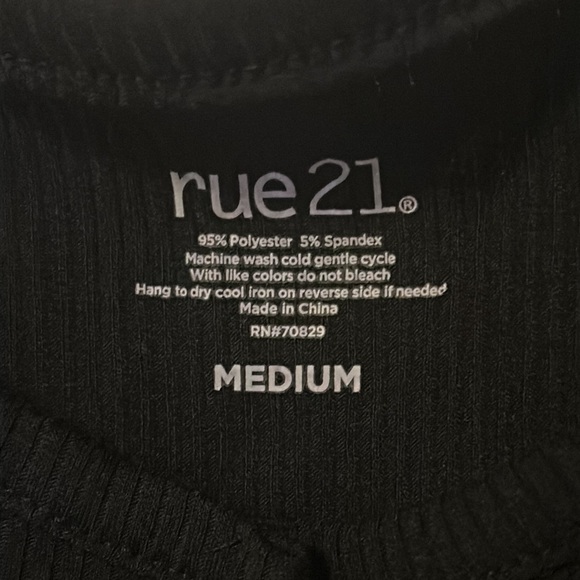 rue21®
95% Polyester 5% Spandex
Machine wash cold gentle cycle
With like colors do not bleach
Hang to dry cool iron on reverse side if needed
Made in China
RN#70829
MEDIUM